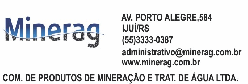 Minerag
AV. PORTO ALEGRE,584
IJUÍ/RS
(55)3333-0367
administrativo@minerag.com.br
www.minerag.com.br
COM. DE PRODUTOS DE MINERAÇÃO E TRAT. DE ÁGUA LTDA.